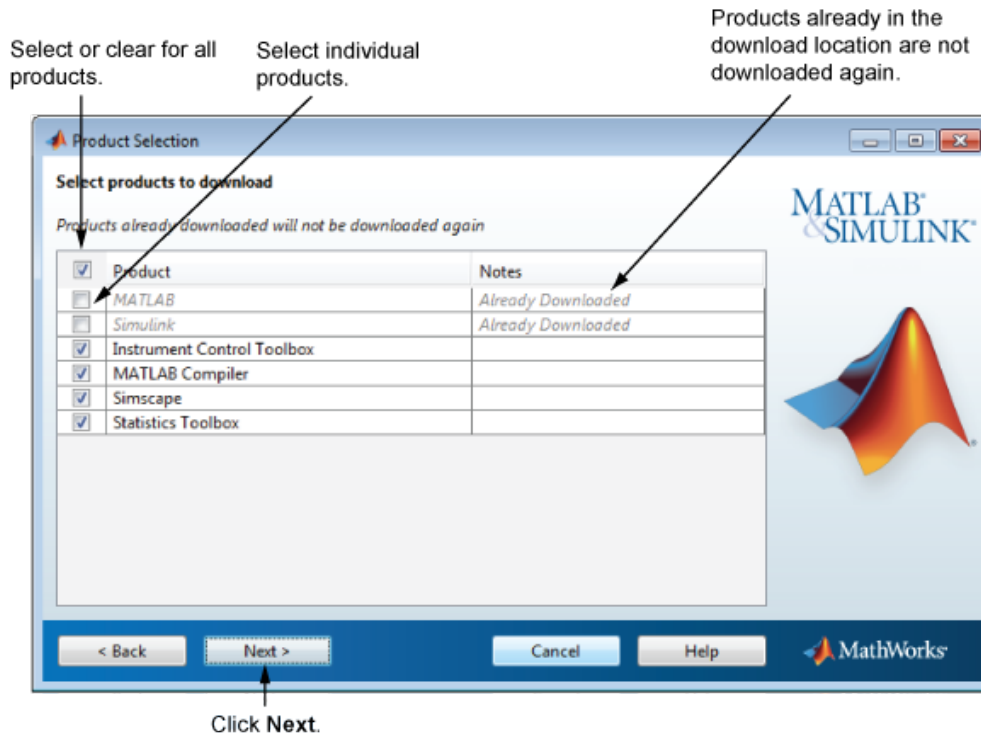 Select or clear for all
products.
Select individual
products.
Products already in the
download location are not
downloaded again.
Product Selection
Select products to download
Products already downloaded will not be downloaded again
MATLAB®
&SIMULINK®
Product Notes
MATLAB Already Downloaded
Simulink Already Downloaded
Instrument Control Toolbox
MATLAB Compiler
Simscape
Statistics Toolbox
< Back Next > Cancel Help MathWorks®
Click Next.